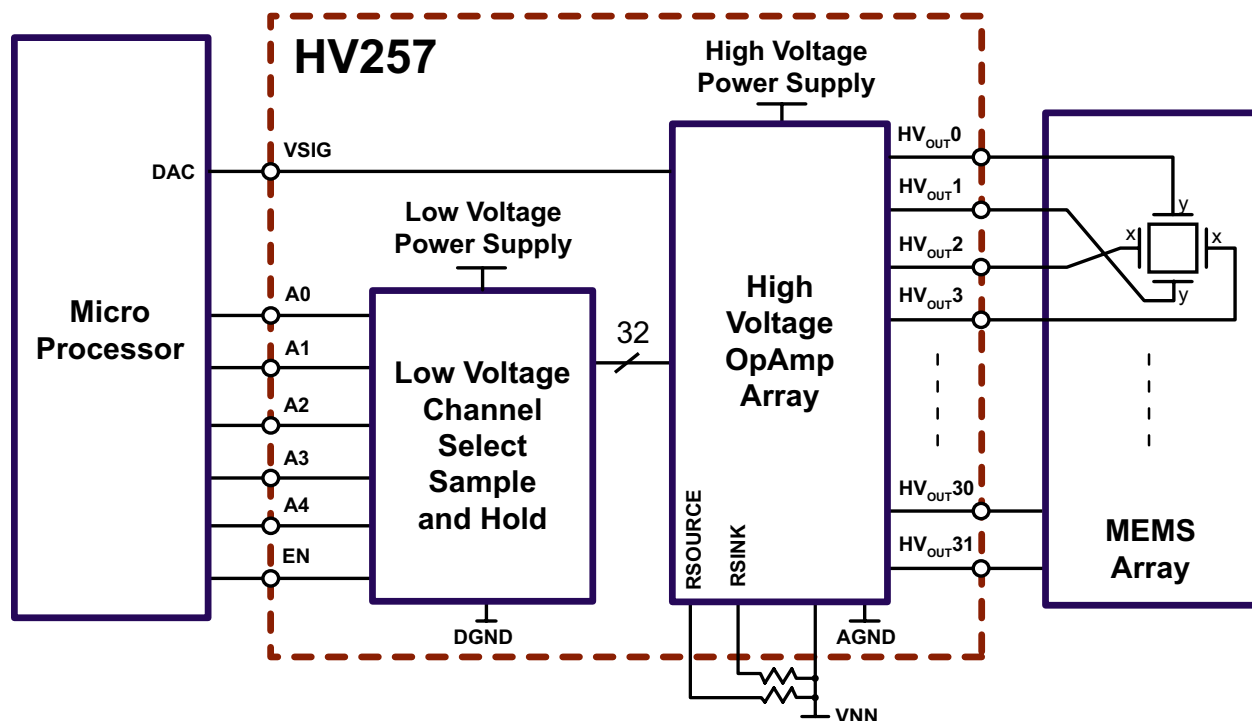 HV257
High Voltage
Power Supply
Micro
Processor
DAC
VSIG
Low Voltage
Power Supply
A0
A1
A2
A3
A4
EN
Low Voltage
Channel
Select
Sample
and Hold
DGND
32
High
Voltage
OpAmp
Array
RSOURCE
RSINK
AGND
VNN
HVOUT0
HVOUT1
HVOUT2
HVOUT3
HVOUT30
HVOUT31
y
x
x
y
MEMS
Array